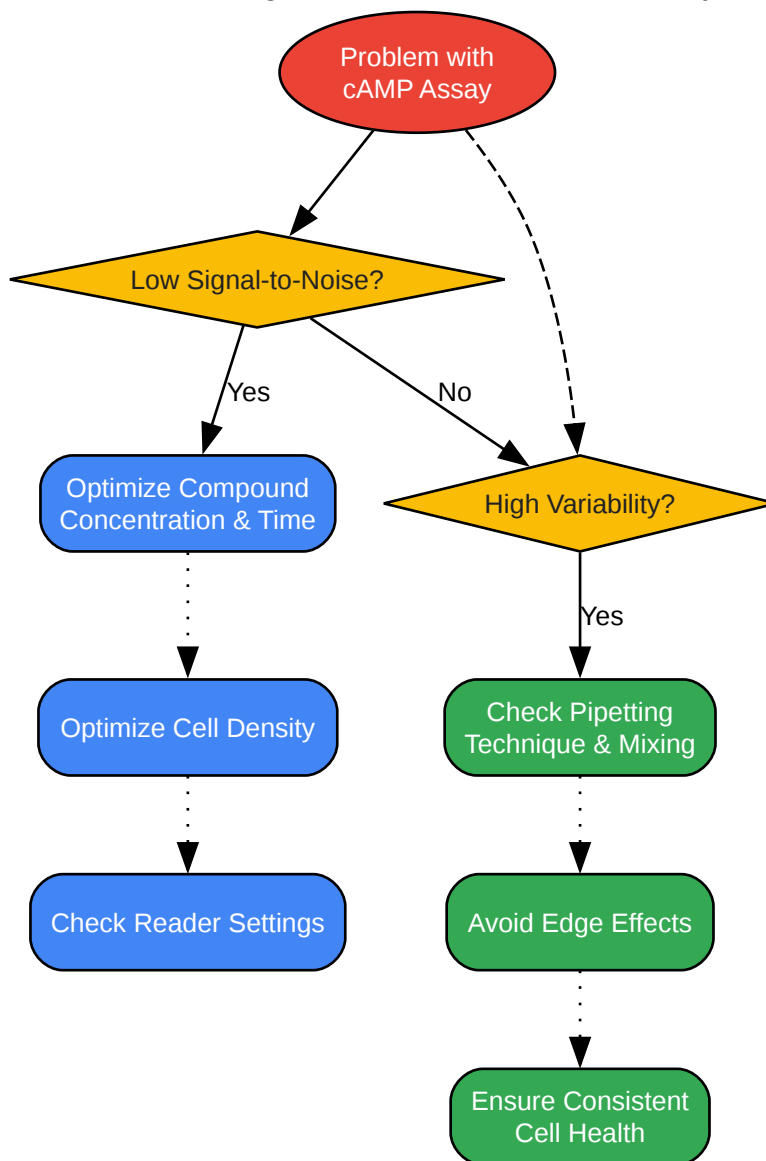 Problem with
cAMP Assay
Low Signal-to-Noise?
Yes
No
Optimize Compound
Concentration & Time
High Variability?
Yes
Optimize Cell Density
Check Pipetting
Technique & Mixing
Check Reader Settings
Avoid Edge Effects
Ensure Consistent
Cell Health